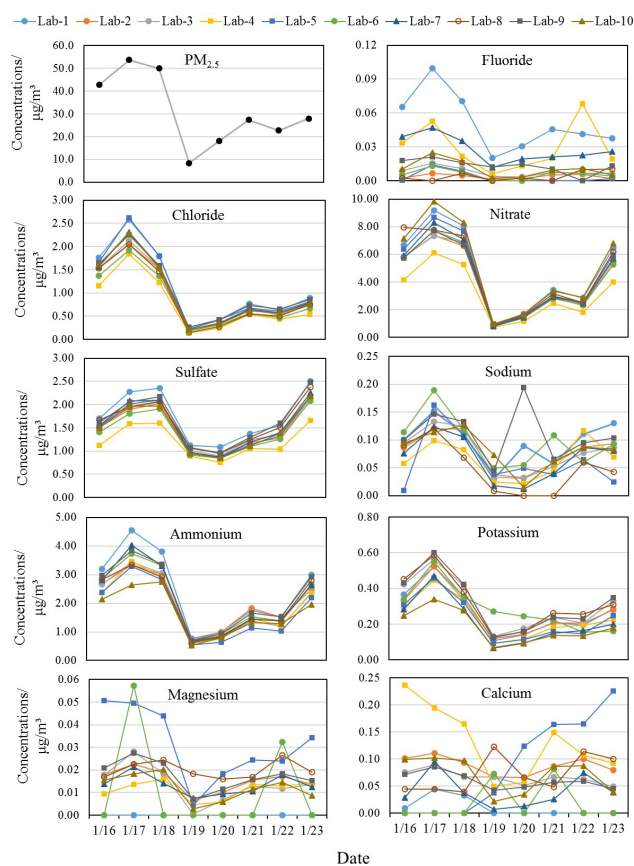 Lab-1 Lab-2 Lab-3 Lab-4 Lab-5 Lab-6 Lab-7 Lab-8 Lab-9 Lab-10
Concentrations/
µg/m³
PM2.5
60.0
50.0
40.0
30.0
20.0
10.0
0.0
Fluoride
0.12
0.09
0.06
0.03
0.00
Concentrations/
µg/m³
Chloride
3.00
2.50
2.00
1.50
1.00
0.50
0.00
Nitrate
10.00
8.00
6.00
4.00
2.00
0.00
Concentrations/
µg/m³
Sulfate
3.00
2.50
2.00
1.50
1.00
0.50
0.00
Sodium
0.25
0.20
0.15
0.10
0.05
0.00
Concentrations/
µg/m³
Ammonium
5.00
4.00
3.00
2.00
1.00
0.00
Potassium
0.80
0.60
0.40
0.20
0.00
Concentrations/
µg/m³
Magnesium
0.06
0.05
0.04
0.03
0.02
0.01
0.00
1/16 1/17 1/18 1/19 1/20 1/21 1/22 1/23
Calcium
0.25
0.20
0.15
0.10
0.05
0.00
1/16 1/17 1/18 1/19 1/20 1/21 1/22 1/23
Date